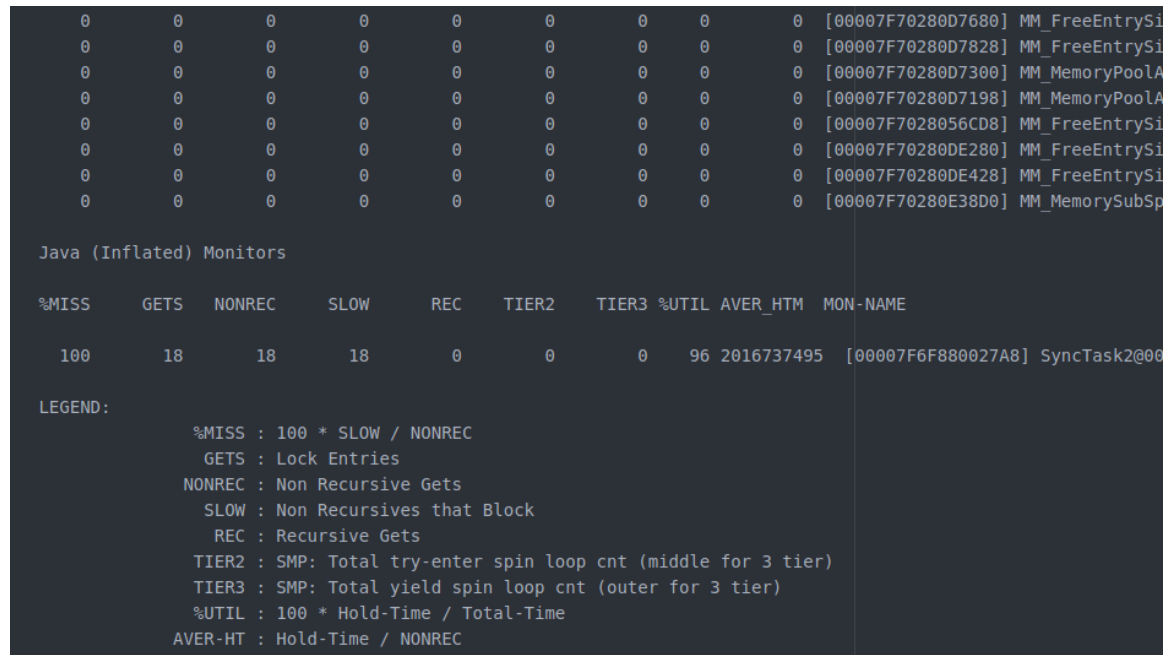 0 0 0 0 0 0 0 0 0 [00007F70280D7680] MM_FreeEntrySi
0 0 0 0 0 0 0 0 0 [00007F70280D7828] MM_FreeEntrySi
0 0 0 0 0 0 0 0 0 [00007F70280D7300] MM_MemoryPoolA
0 0 0 0 0 0 0 0 0 [00007F70280D7198] MM_MemoryPoolA
0 0 0 0 0 0 0 0 0 [00007F7028056CD8] MM_FreeEntrySi
0 0 0 0 0 0 0 0 0 [00007F70280DE280] MM_FreeEntrySi
0 0 0 0 0 0 0 0 0 [00007F70280DE428] MM_FreeEntrySi
0 0 0 0 0 0 0 0 0 [00007F70280E38D0] MM_MemorySubSp
Java (Inflated) Monitors
%MISS GETS NONREC SLOW REC TIER2 TIER3 %UTIL AVER_HTM MON-NAME
100 18 18 18 0 0 0 96 2016737495 [00007F6F880027A8] SyncTask2@00
LEGEND:
%MISS : 100 * SLOW / NONREC
GETS : Lock Entries
NONREC : Non Recursive Gets
SLOW : Non Recursives that Block
REC : Recursive Gets
TIER2 : SMP: Total try-enter spin loop cnt (middle for 3 tier)
TIER3 : SMP: Total yield spin loop cnt (outer for 3 tier)
%UTIL : 100 * Hold-Time / Total-Time
AVER-HT : Hold-Time / NONREC